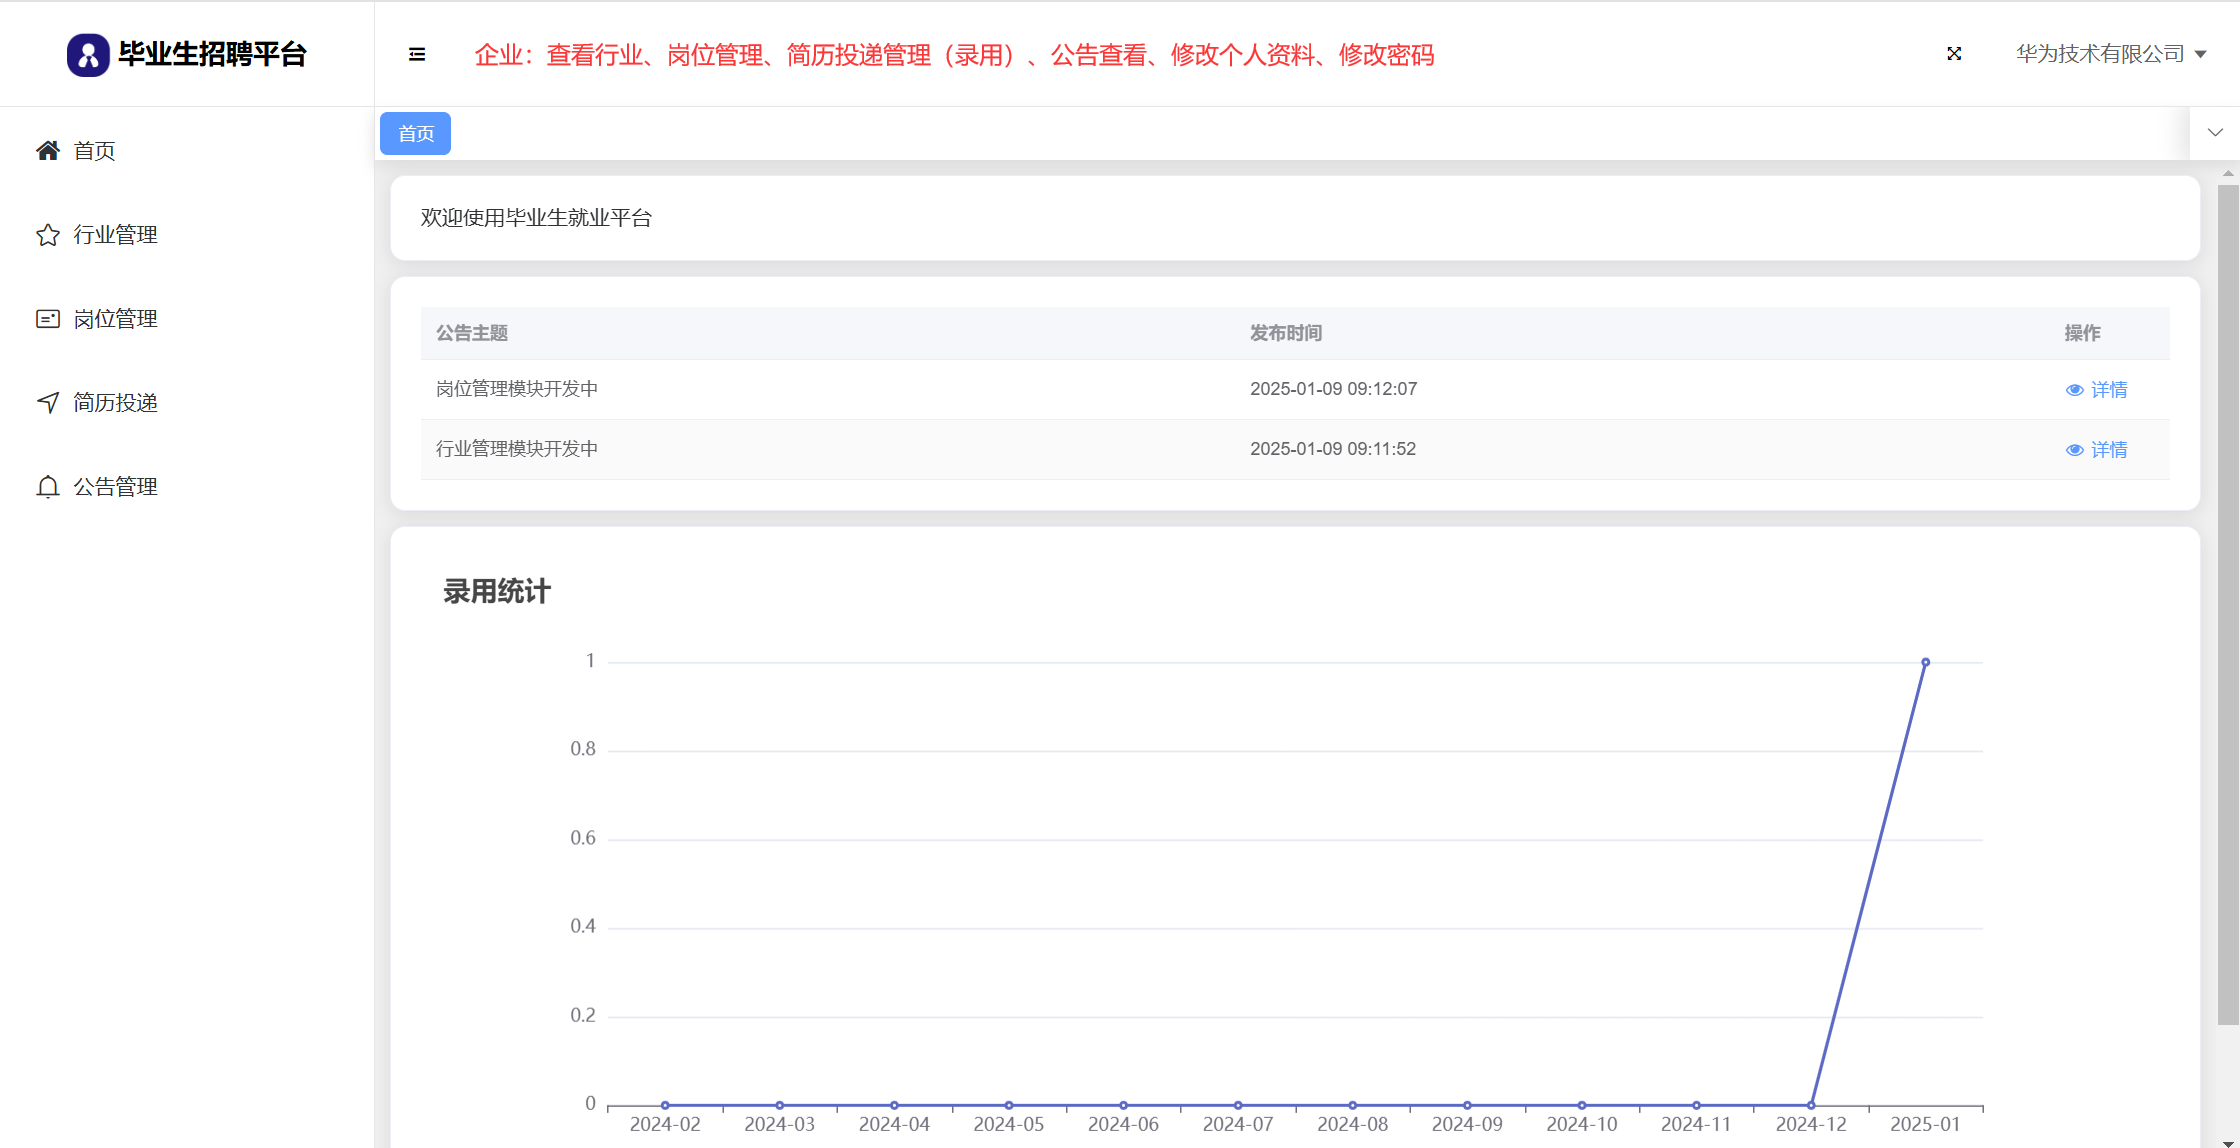 毕业生招聘平台
企业：查看行业、岗位管理、简历投递管理（录用）、公告查看、修改个人资料、修改密码
华为技术有限公司
首页
行业管理
岗位管理
简历投递
公告管理
首页
欢迎使用毕业生就业平台
公告主题 发布时间 操作
岗位管理模块开发中 2025-01-09 09:12:07 详情
行业管理模块开发中 2025-01-09 09:11:52 详情
录用统计
1
0.8
0.6
0.4
0.2
0
2024-02 2024-03 2024-04 2024-05 2024-06 2024-07 2024-08 2024-09 2024-10 2024-11 2024-12 2025-01